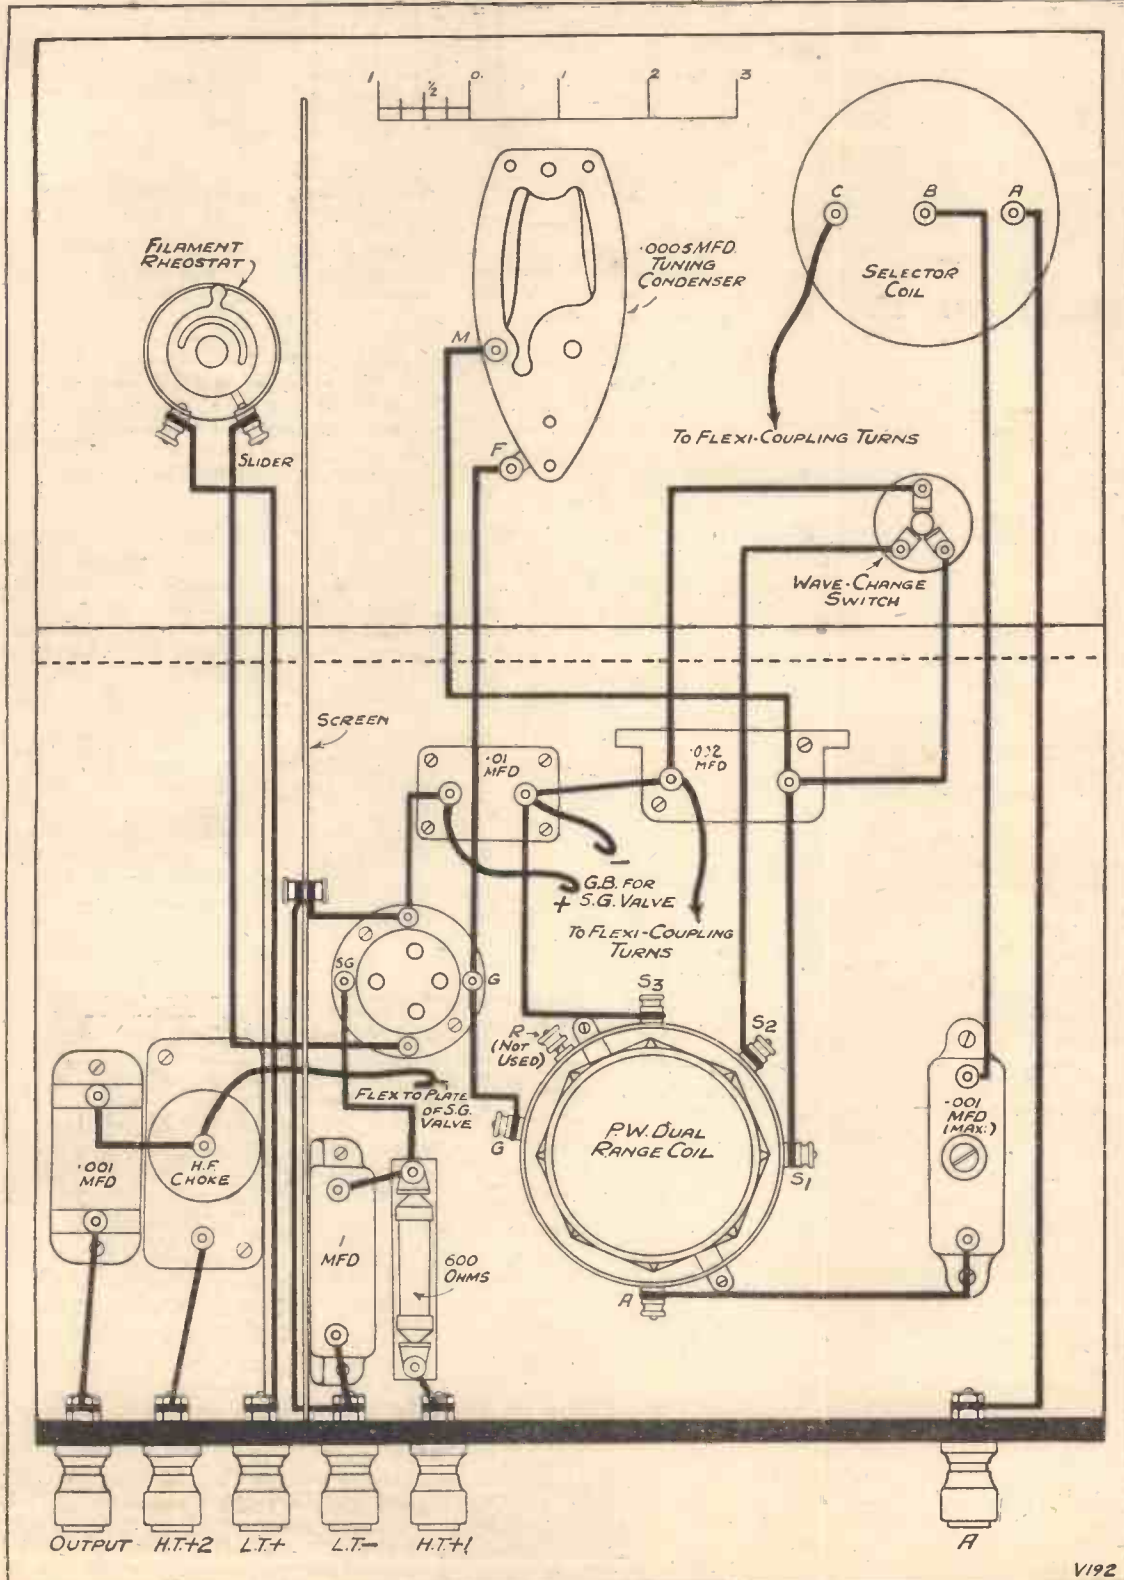 1 ½ 0. 1 2 3
C B A
FILAMENT
RHEOSTAT
.0005 MFD.
TUNING
CONDENSER
SELECTOR
COIL
M
TO FLEXI-COUPLING TURNS
F
SLIDER
WAVE-CHANGE
SWITCH
SCREEN
.01
MFD
.002
MFD
−
G.B. FOR
+ S.G. VALVE
TO FLEXI-COUPLING
TURNS
SG
G
S3
S2
R
(NOT
USED)
FLEX TO PLATE
OF S.G.
VALVE
G
P.W. DUAL
RANGE COIL
S1
.001
MFD
(MAX:)
.001
MFD
H.F.
CHOKE
1
MFD
600
OHMS
A
OUTPUT H.T.+2 L.T.+ L.T.− H.T.+1 A
V192